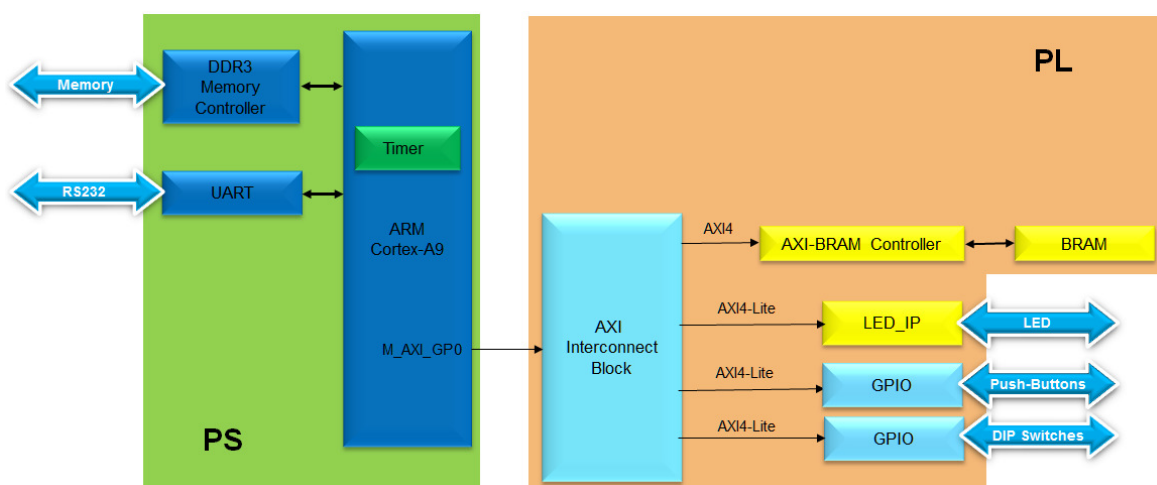 PL
DDR3
Memory
Controller
Memory
Timer
UART
RS232
ARM
Cortex-A9
M_AXI_GP0
PS
AXI
Interconnect
Block
AXI4
AXI-BRAM Controller
BRAM
AXI4-Lite
LED_IP
LED
AXI4-Lite
GPIO
Push-Buttons
AXI4-Lite
GPIO
DIP Switches